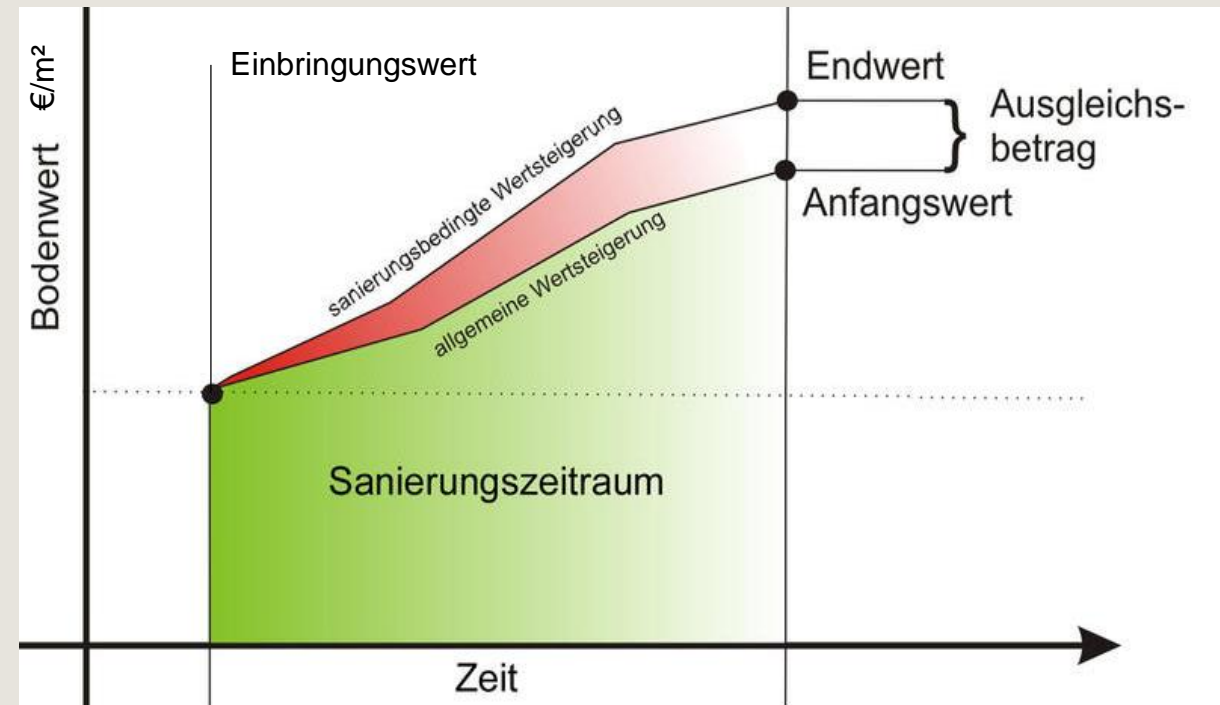 Bodenwert €/m²
Einbringungswert
Endwert
Ausgleichs-
betrag
Anfangswert
sanierungsbedingte Wertsteigerung
allgemeine Wertsteigerung
Sanierungszeitraum
Zeit